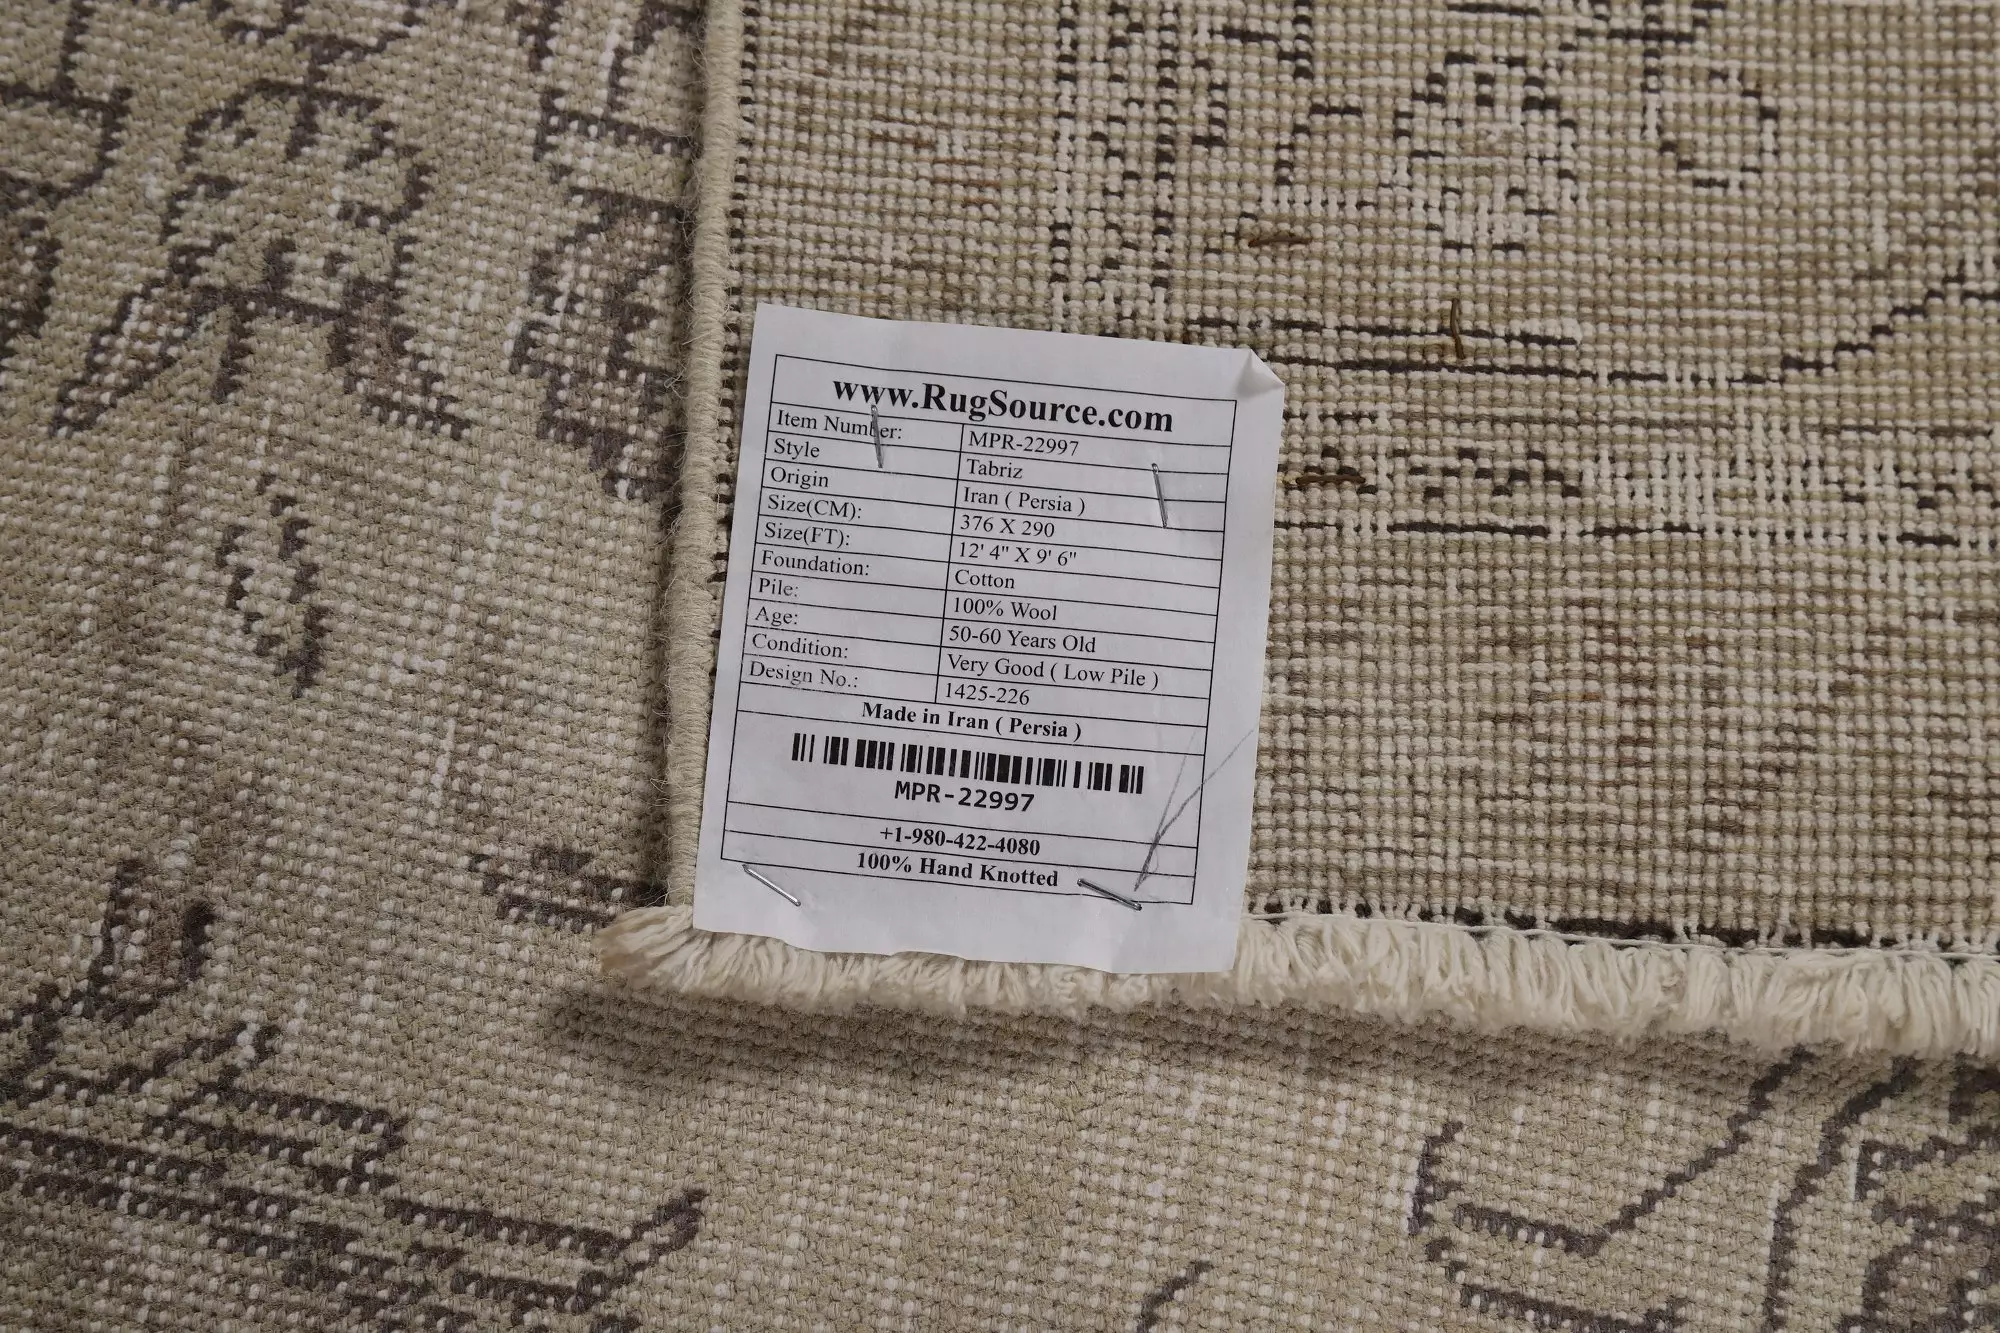 www.RugSource.com
Item Number: MPR-22997
Style Tabriz
Origin Iran ( Persia )
Size(CM): 376 X 290
Size(FT): 12' 4" X 9' 6"
Foundation: Cotton
Pile: 100% Wool
Age: 50-60 Years Old
Condition: Very Good ( Low Pile )
Design No.: 1425-226
Made in Iran ( Persia )
MPR-22997
+1-980-422-4080
100% Hand Knotted